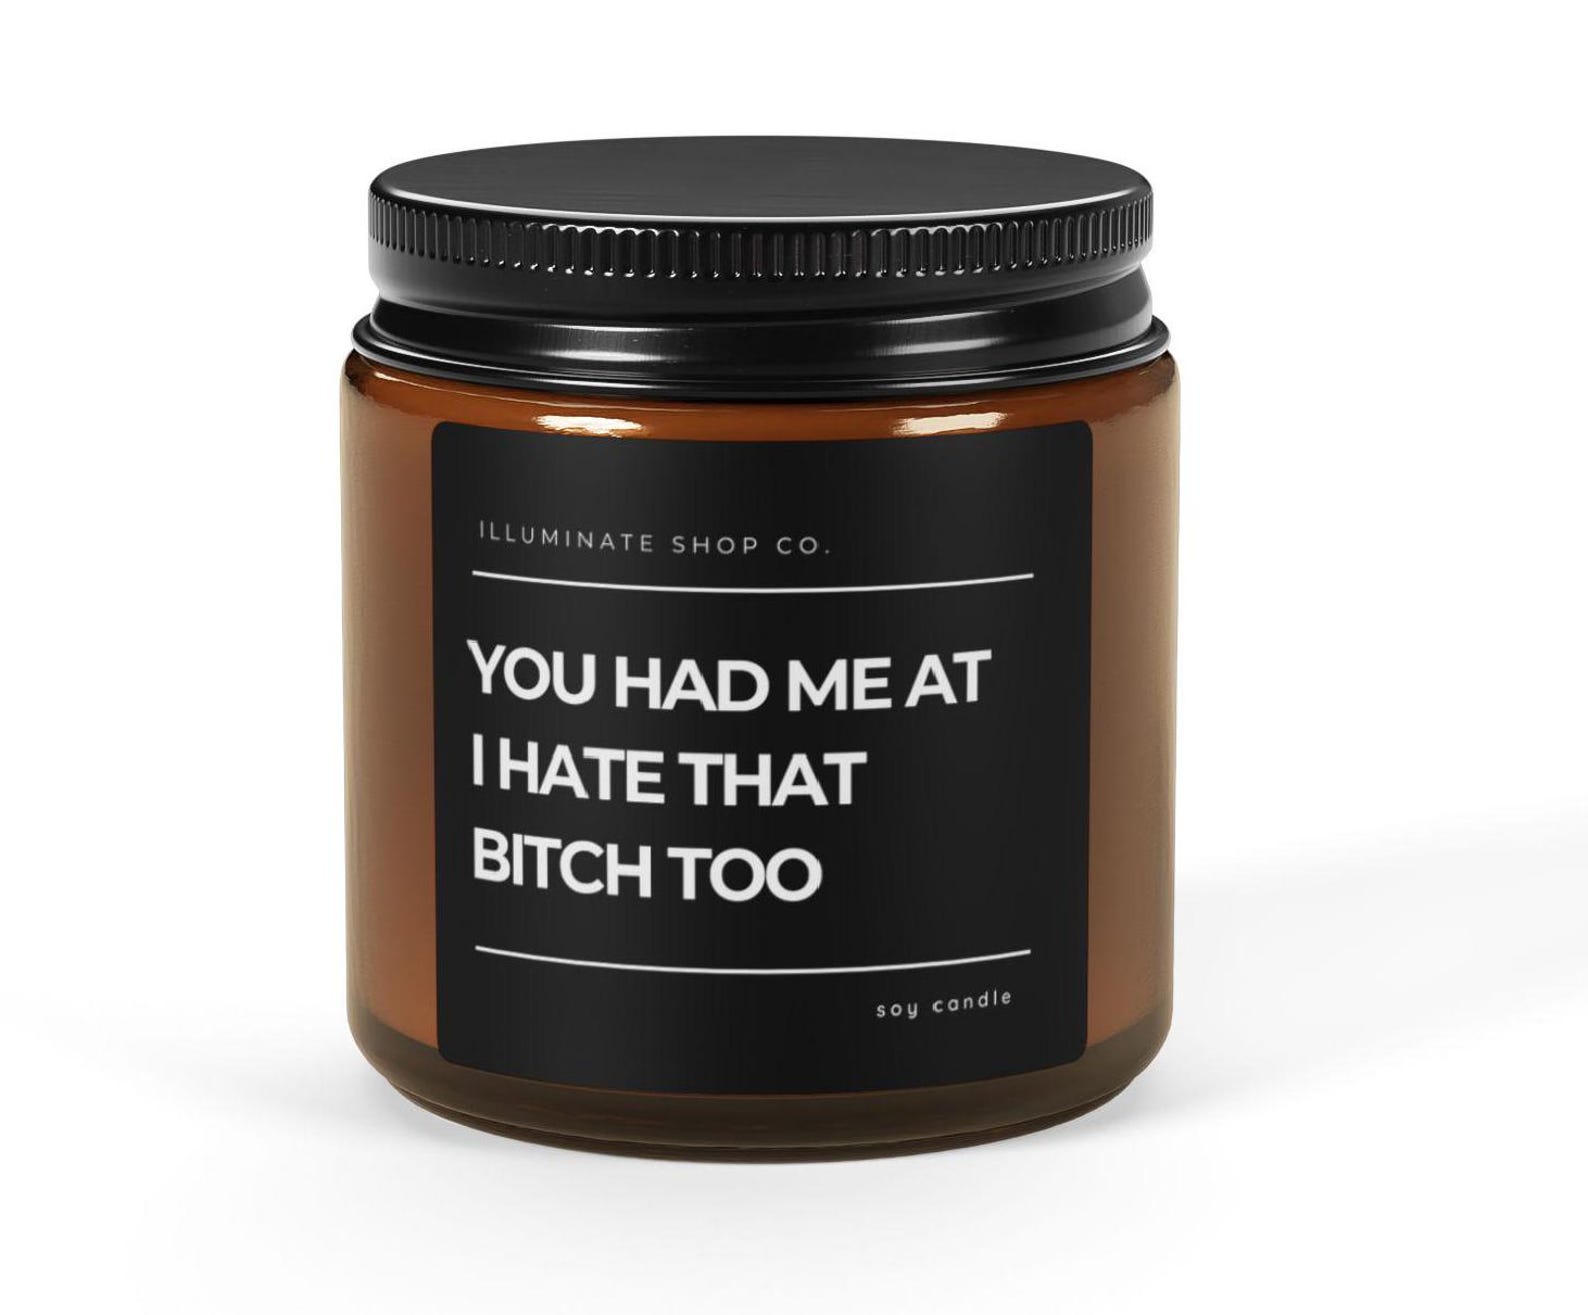 ILLUMINATE SHOP CO.
YOU HAD ME AT
I HATE THAT
BITCH TOO
soy candle